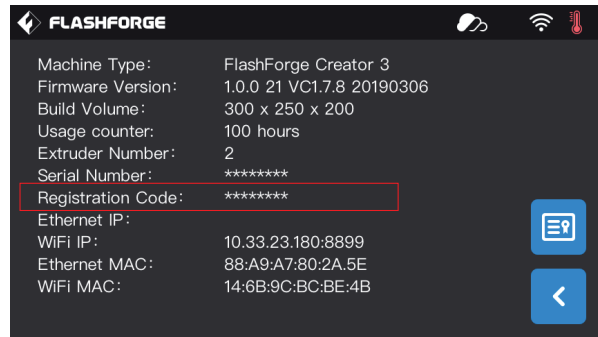 FLASHFORGE
Machine Type: FlashForge Creator 3
Firmware Version: 1.0.0 21 VC1.7.8 20190306
Build Volume: 300 x 250 x 200
Usage counter: 100 hours
Extruder Number: 2
Serial Number: ********
Registration Code: ********
Ethernet IP:
WiFi IP: 10.33.23.180:8899
Ethernet MAC: 88:A9:A7:80:2A.5E
WiFi MAC: 14:6B:9C:BC:BE:4B